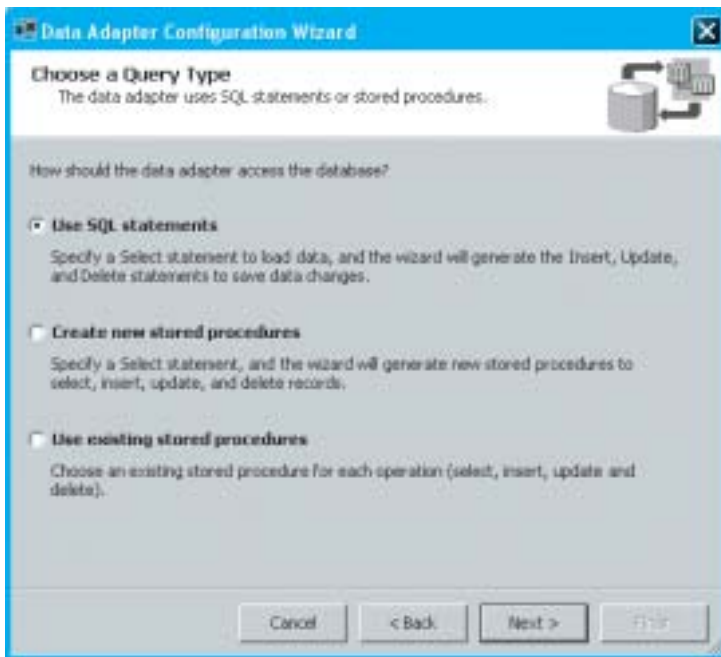 Data Adapter Configuration Wizard
Choose a Query Type
The data adapter uses SQL statements or stored procedures.
How should the data adapter access the database?
Use SQL statements
Specify a Select statement to load data, and the wizard will generate the Insert, Update,
and Delete statements to save data changes.
Create new stored procedures
Specify a Select statement, and the wizard will generate new stored procedures to
select, insert, update, and delete records.
Use existing stored procedures
Choose an existing stored procedure for each operation (select, insert, update and
delete).
Cancel
< Back
Next >
Finish